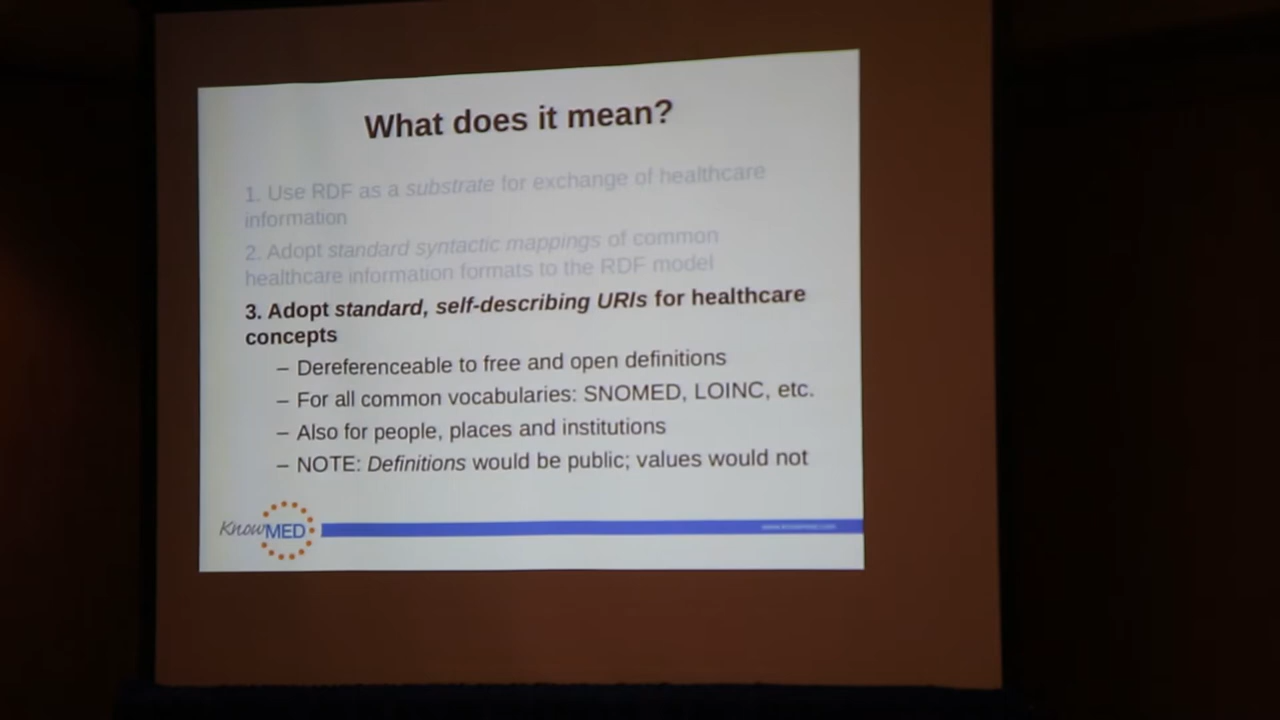 What does it mean?
1. Use RDF as a substrate for exchange of healthcare
information
2. Adopt standard syntactic mappings of common
healthcare information formats to the RDF model
3. Adopt standard, self-describing URIs for healthcare
concepts
– Dereferenceable to free and open definitions
– For all common vocabularies: SNOMED, LOINC, etc.
– Also for people, places and institutions
– NOTE: Definitions would be public; values would not
KnowMED